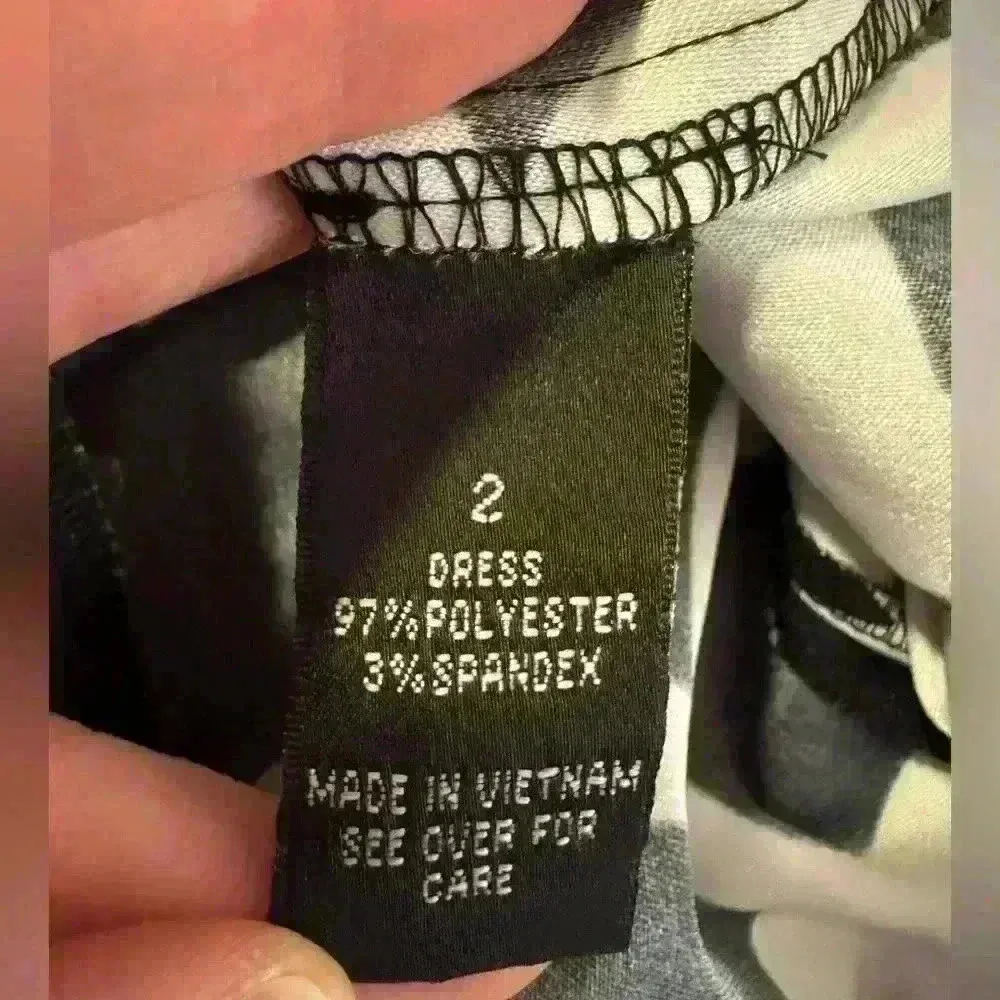 2
DRESS
97%POLYESTER
3%SPANDEX
MADE IN VIETNAM
SEE OVER FOR
CARE